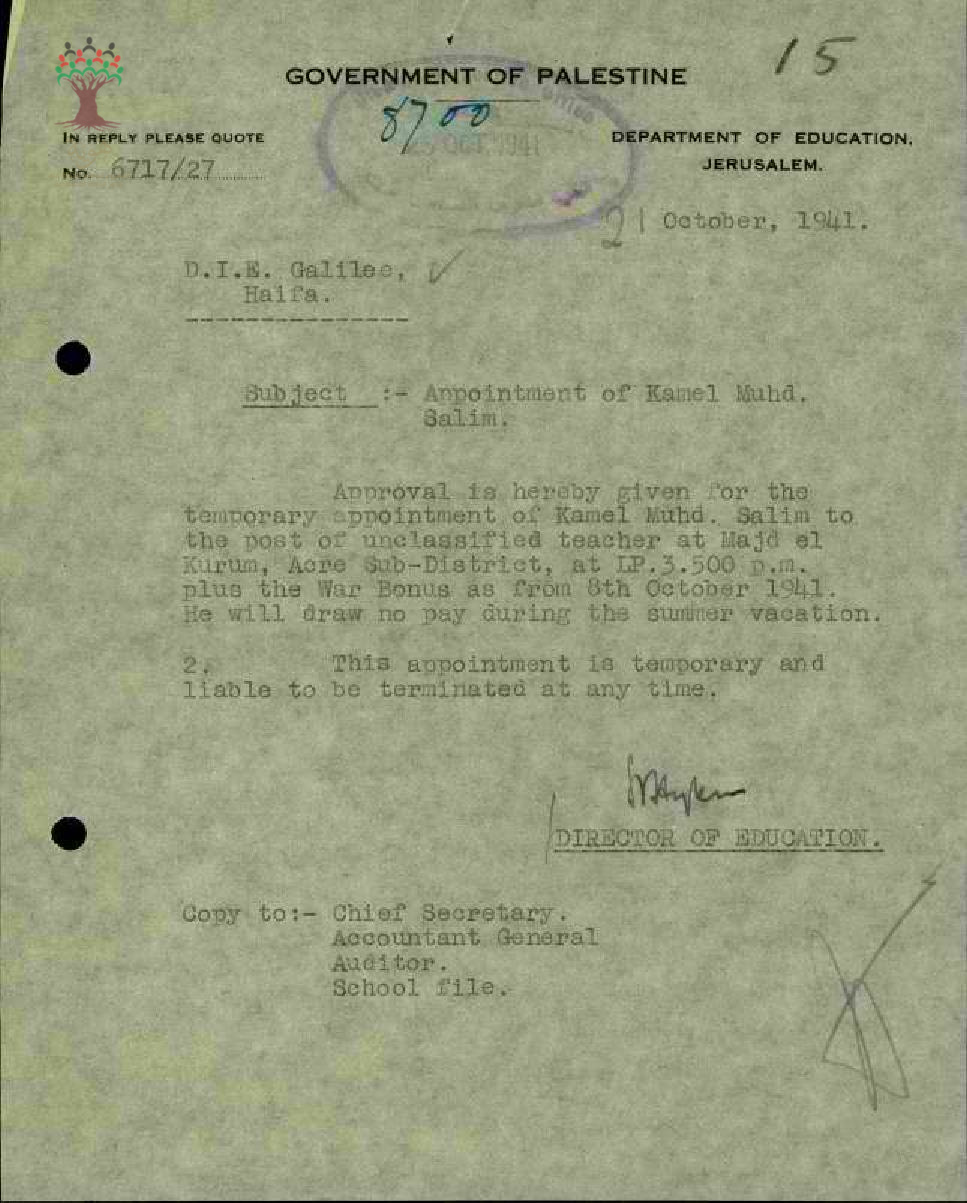 15
GOVERNMENT OF PALESTINE
8700
OCT. 1941
IN REPLY PLEASE QUOTE
No. 6717/27
DEPARTMENT OF EDUCATION,
JERUSALEM.
21 October, 1941.
D.I.E. Galilee,
Haifa.
Subject :- Appointment of Kamel Muhd.
Salim.
Approval is hereby given for the
temporary appointment of Kamel Muhd. Salim to
the post of unclassified teacher at Majd el
Kurum, Acre Sub-District, at LP.3.500 p.m.
plus the War Bonus as from 8th October 1941.
He will draw no pay during the summer vacation.
2. This appointment is temporary and
liable to be terminated at any time.
DIRECTOR OF EDUCATION.
Copy to:- Chief Secretary.
Accountant General
Auditor.
School file.